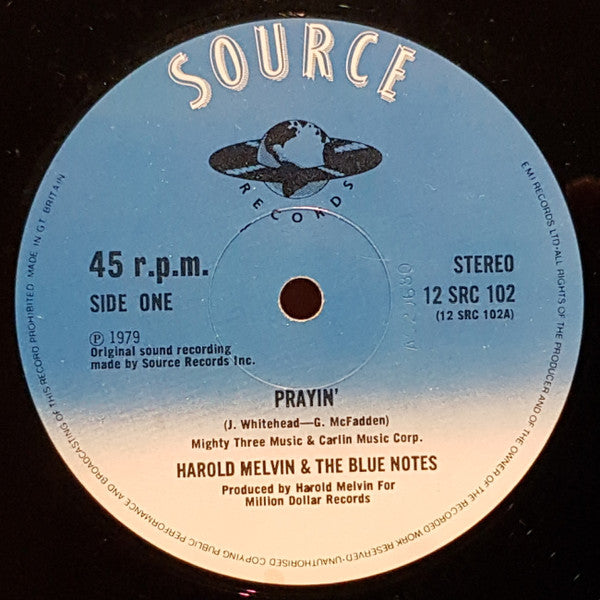 SOURCE
RECORDS
45 r.p.m.
SIDE ONE
℗ 1979
Original sound recording
made by Source Records Inc.
STEREO
12 SRC 102
(12 SRC 102A)
PRAYIN'
(J. Whitehead—G. McFadden)
Mighty Three Music & Carlin Music Corp.
HAROLD MELVIN & THE BLUE NOTES
Produced by Harold Melvin For
Million Dollar Records
EMI RECORDS LTD·ALL RIGHTS OF THE PRODUCER AND OF THE OWNER OF THE RECORDED WORK RESERVED·UNAUTHORISED COPYING PUBLIC PERFORMANCE AND BROADCASTING OF THIS RECORD PROHIBITED. MADE IN GT. BRITAIN